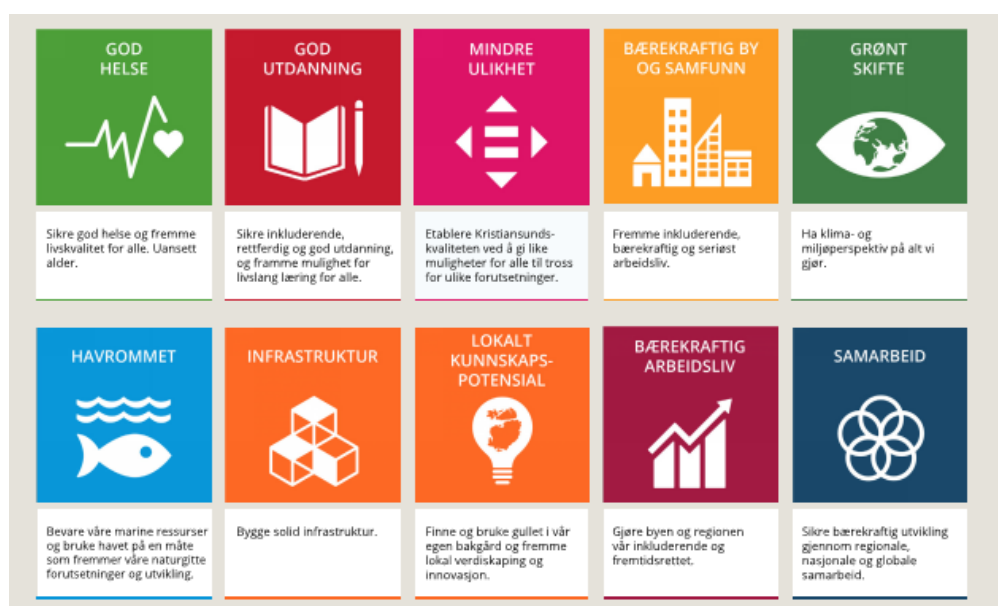 GOD
HELSE
GOD
UTDANNING
MINDRE
ULIKHET
BÆREKRAFTIG BY
OG SAMFUNN
GRØNT
SKIFTE
Sikre god helse og fremme
livskvalitet for alle. Uansett
alder.
Sikre inkluderende,
rettferdig og god utdanning,
og framme mulighet for
livslang læring for alle.
Etablere Kristiansunds-
kvaliteten ved å gi like
muligheter for alle til tross
for ulike forutsetninger.
Fremme inkluderende,
bærekraftig og seriøst
arbeidsliv.
Ha klima- og
miljøperspektiv på alt vi
gjør.
HAVROMMET
INFRASTRUKTUR
LOKALT
KUNNSKAPS-
POTENSIAL
BÆREKRAFTIG
ARBEIDSLIV
SAMARBEID
Bevare våre marine ressurser
og bruke havet på en måte
som fremmer våre naturgitte
forutsetninger og utvikling.
Bygge solid infrastruktur.
Finne og bruke gullet i vår
egen bakgård og fremme
lokal verdiskaping og
innovasjon.
Gjøre byen og regionen
vår inkluderende og
fremtidsrettet.
Sikre bærekraftig utvikling
gjennom regionale,
nasjonale og globale
samarbeid.